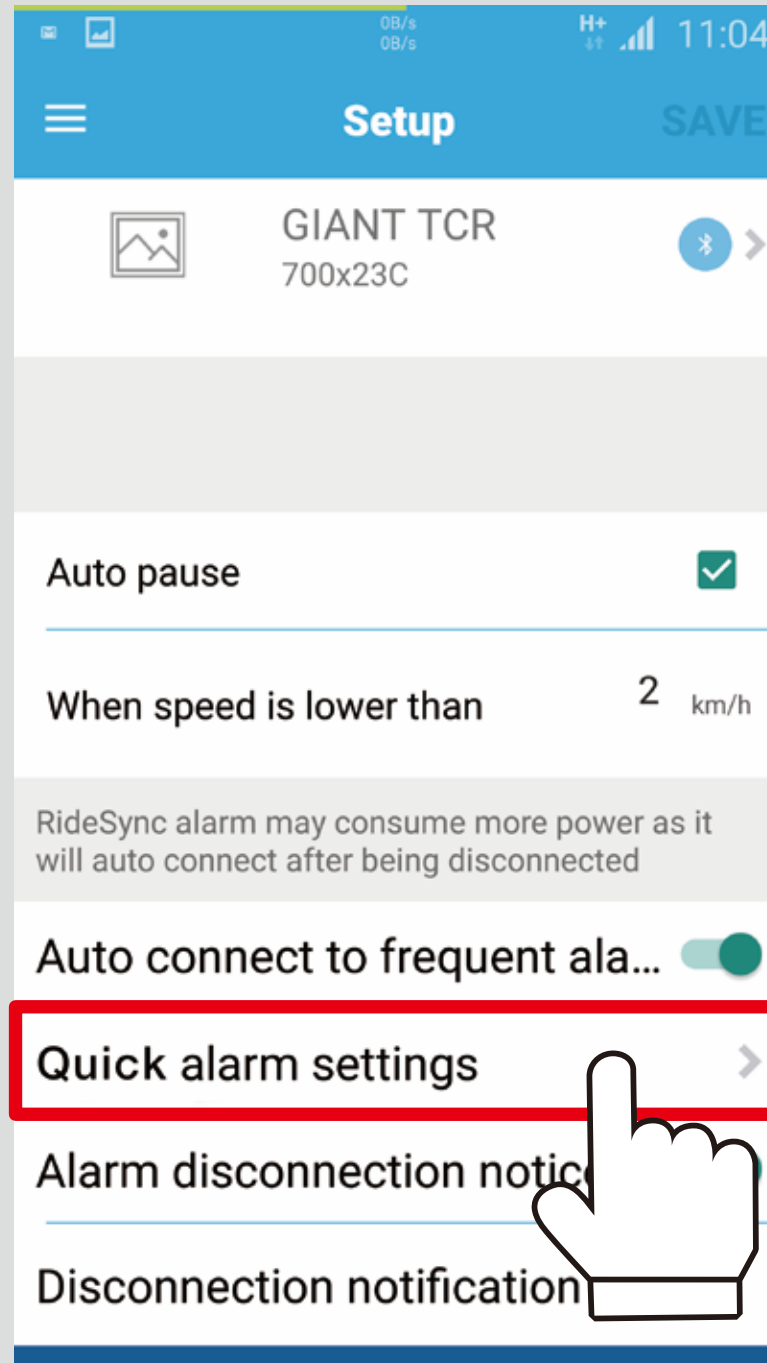 0B/s
0B/s
H+
11:04
Setup
SAVE
GIANT TCR
700x23C
Auto pause
When speed is lower than 2 km/h
RideSync alarm may consume more power as it
will auto connect after being disconnected
Auto connect to frequent ala...
Quick alarm settings
Alarm disconnection notice
Disconnection notification